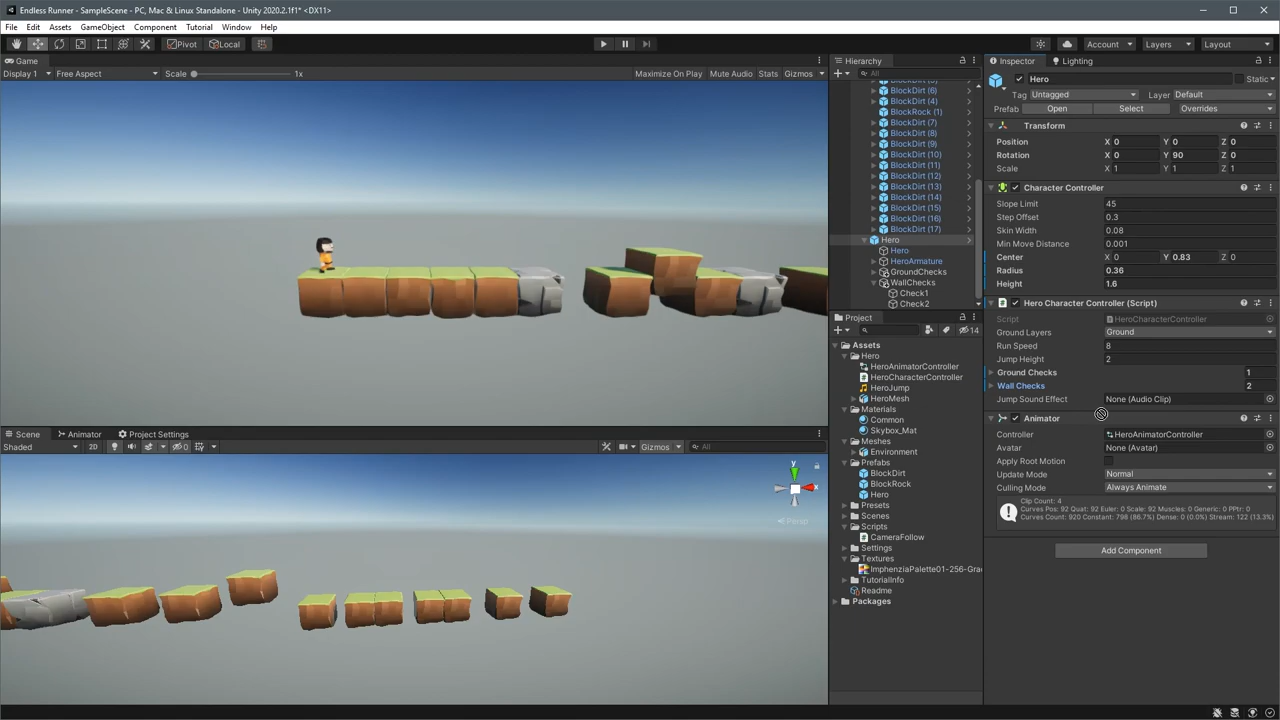 Endless Runner - SampleScene - PC, Mac & Linux Standalone - Unity 2020.2.1f1* <DX11>
File Edit Assets GameObject Component Tutorial Window Help
Pivot Local Account Layers Layout
Game
Display 1 Free Aspect Scale 1x Maximize On Play Mute Audio Stats Gizmos
Hierarchy
All
BlockDirt (6)
BlockDirt (4)
BlockRock (1)
BlockDirt (7)
BlockDirt (8)
BlockDirt (9)
BlockDirt (10)
BlockDirt (11)
BlockDirt (12)
BlockDirt (13)
BlockDirt (14)
BlockDirt (15)
BlockDirt (16)
BlockDirt (17)
Hero
Hero
HeroArmature
GroundChecks
WallChecks
Check1
Check2
Project
14
Assets
Hero
HeroAnimatorController
HeroCharacterController
HeroJump
HeroMesh
Materials
Common
Skybox_Mat
Meshes
Environment
Prefabs
BlockDirt
BlockRock
Hero
Presets
Scenes
Scripts
CameraFollow
Settings
Textures
ImphenziaPalette01-256-Gra
TutorialInfo
Readme
Packages
Inspector Lighting
Hero Static
Tag Untagged Layer Default
Prefab Open Select Overrides
Transform
Position X 0 Y 0 Z 0
Rotation X 0 Y 90 Z 0
Scale X 1 Y 1 Z 1
Character Controller
Slope Limit 45
Step Offset 0.3
Skin Width 0.08
Min Move Distance 0.001
Center X 0 Y 0.83 Z 0
Radius 0.36
Height 1.6
Hero Character Controller (Script)
Script HeroCharacterController
Ground Layers Ground
Run Speed 8
Jump Height 2
Ground Checks 1
Wall Checks 2
Jump Sound Effect None (Audio Clip)
Animator
Controller HeroAnimatorController
Avatar None (Avatar)
Apply Root Motion
Update Mode Normal
Culling Mode Always Animate
Clip Count: 4
Curves Pos: 92 Quat: 92 Euler: 0 Scale: 92 Muscles: 0 Generic: 0 PPtr: 0
Curves Count: 920 Constant: 798 (86.7%) Dense: 0 (0.0%) Stream: 122 (13.3%)
Add Component
Scene Animator Project Settings
Shaded 2D 0 Gizmos All
y
x
Persp